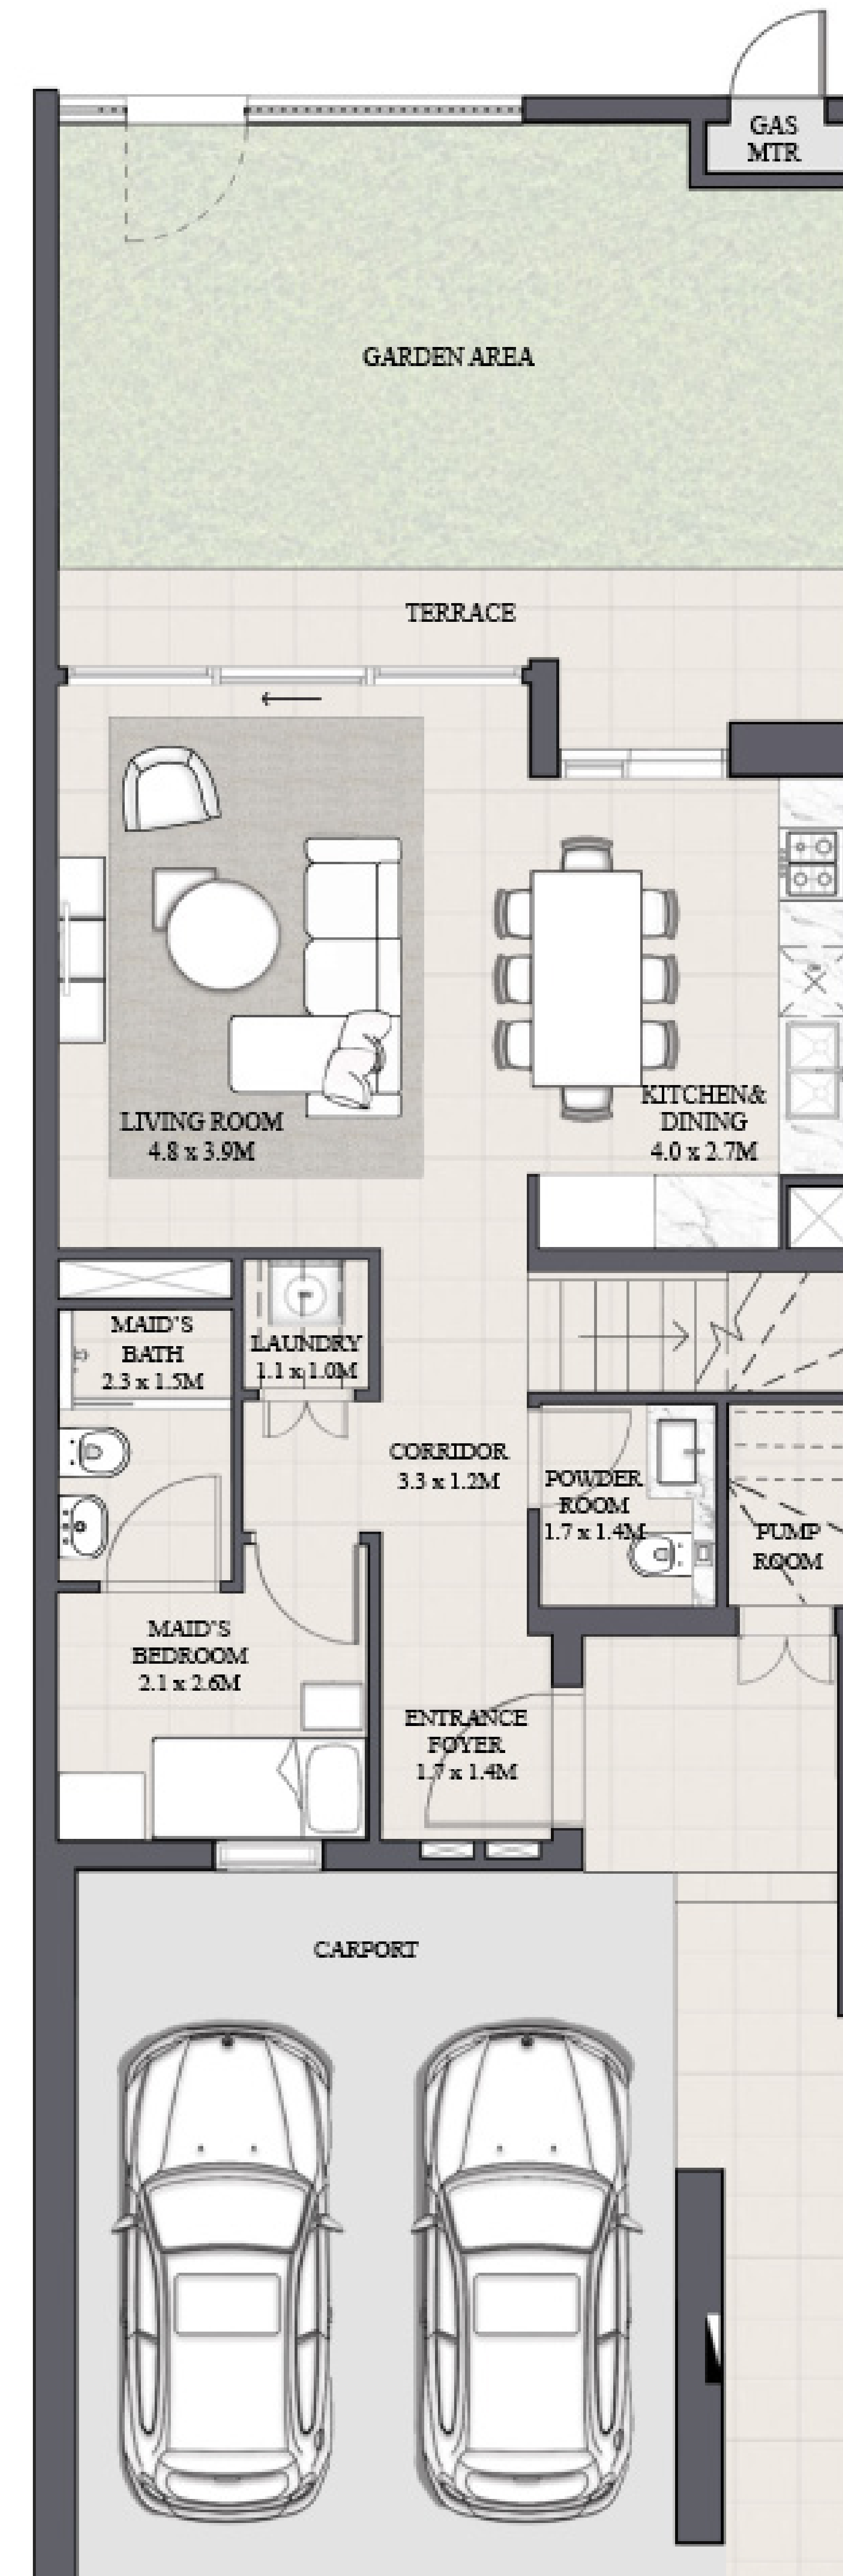 GAS
MTR
GARDEN AREA
TERRACE
KITCHEN&
DINING
4.0 x 2.7M
LIVING ROOM
4.8 x 3.9M
MAID'S
BATH
2.3 x 1.5M
LAUNDRY
1.1 x 1.0M
CORRIDOR
3.3 x 1.2M
POWDER
ROOM
1.7 x 1.4M
PUMP
ROOM
MAID'S
BEDROOM
2.1 x 2.6M
ENTRANCE
FOYER
1.7 x 1.4M
CARPORT